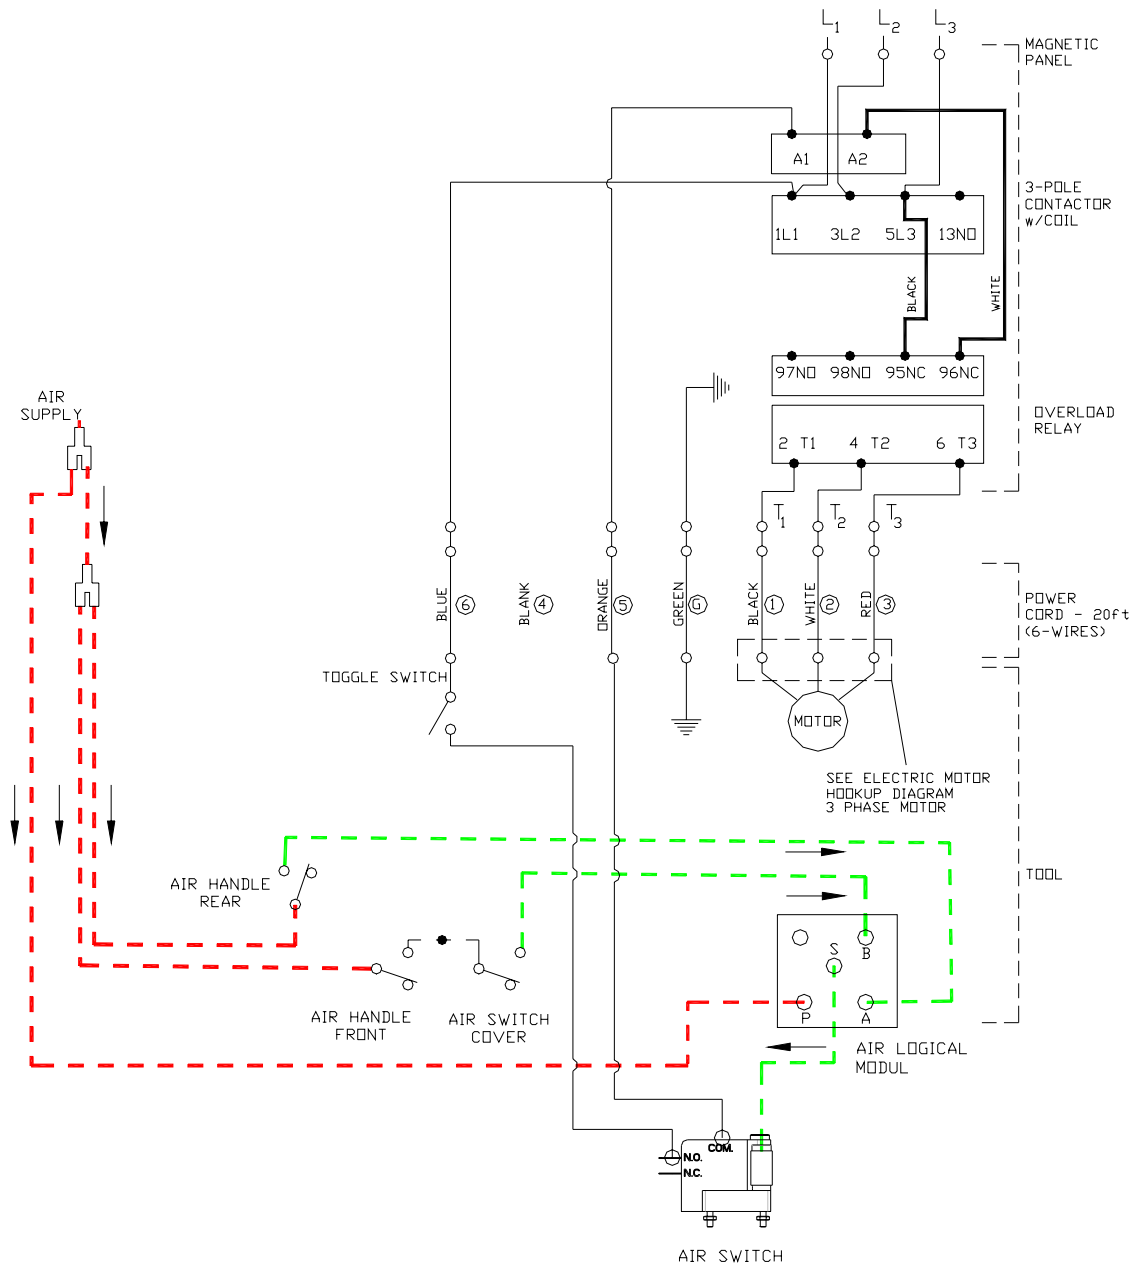 L1 L2 L3
MAGNETIC
PANEL
A1 A2
3-POLE
CONTACTOR
W/COIL
1L1 3L2 5L3 13NO
BLACK
WHITE
97NO 98NO 95NC 96NC
AIR
SUPPLY
OVERLOAD
RELAY
2 T1 4 T2 6 T3
T1 T2 T3
BLUE 6
BLANK 4
ORANGE 5
GREEN G
BLACK 1
WHITE 2
RED 3
POWER
CORD - 20ft
(6-WIRES)
TOGGLE SWITCH
MOTOR
SEE ELECTRIC MOTOR
HOOKUP DIAGRAM
3 PHASE MOTOR
AIR HANDLE
REAR
TOOL
S B
P A
AIR HANDLE
FRONT
AIR SWITCH
COVER
AIR LOGICAL
MODUL
COM.
N.O.
N.C.
AIR SWITCH